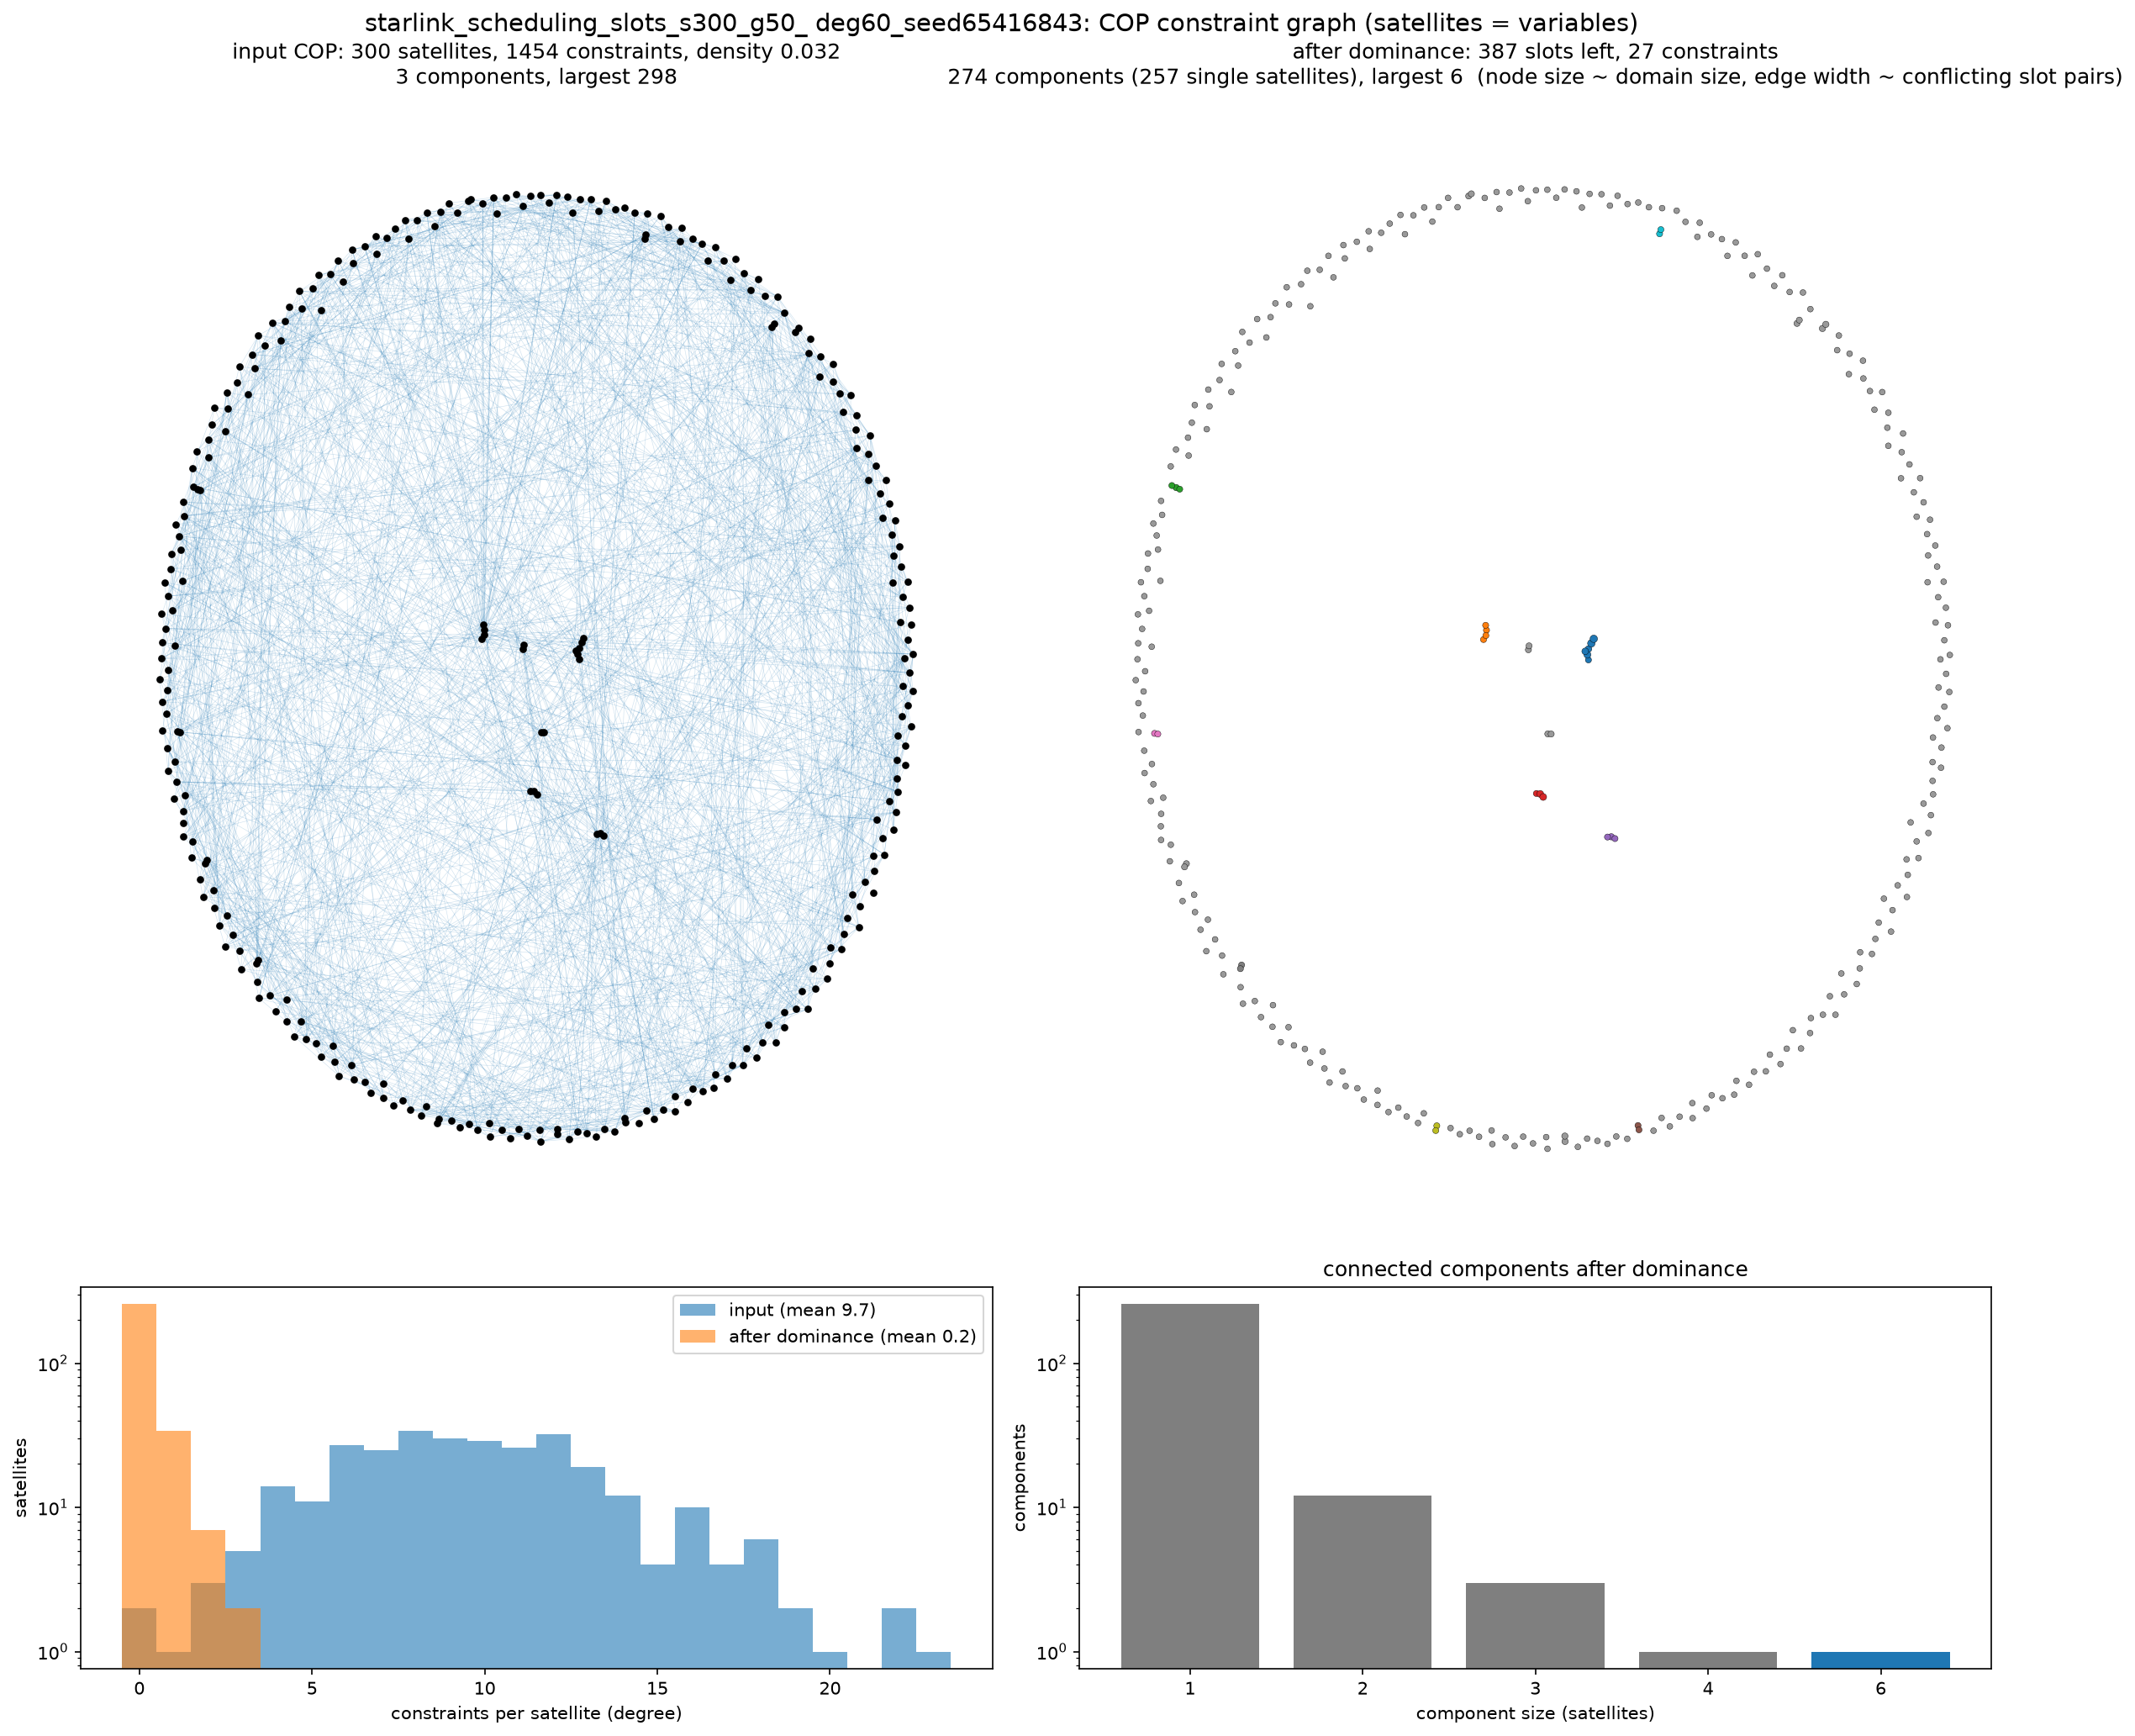 starlink_scheduling_slots_s300_g50_ deg60_seed65416843: COP constraint graph (satellites = variables)
input COP: 300 satellites, 1454 constraints, density 0.032
3 components, largest 298
after dominance: 387 slots left, 27 constraints
274 components (257 single satellites), largest 6  (node size ~ domain size, edge width ~ conflicting slot pairs)
satellites
10²
10¹
10⁰
input (mean 9.7)
after dominance (mean 0.2)
0 5 10 15 20
constraints per satellite (degree)
connected components after dominance
components
10²
10¹
10⁰
1 2 3 4 6
component size (satellites)